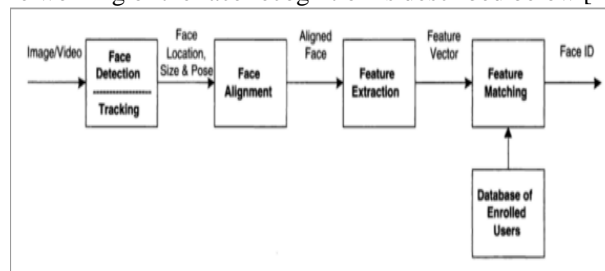 Face
Location,
Size & Pose
Aligned
Face
Feature
Vector
Image/Video
Face ID
Face
Detection
Tracking
Face
Alignment
Feature
Extraction
Feature
Matching
Database of
Enrolled
Users